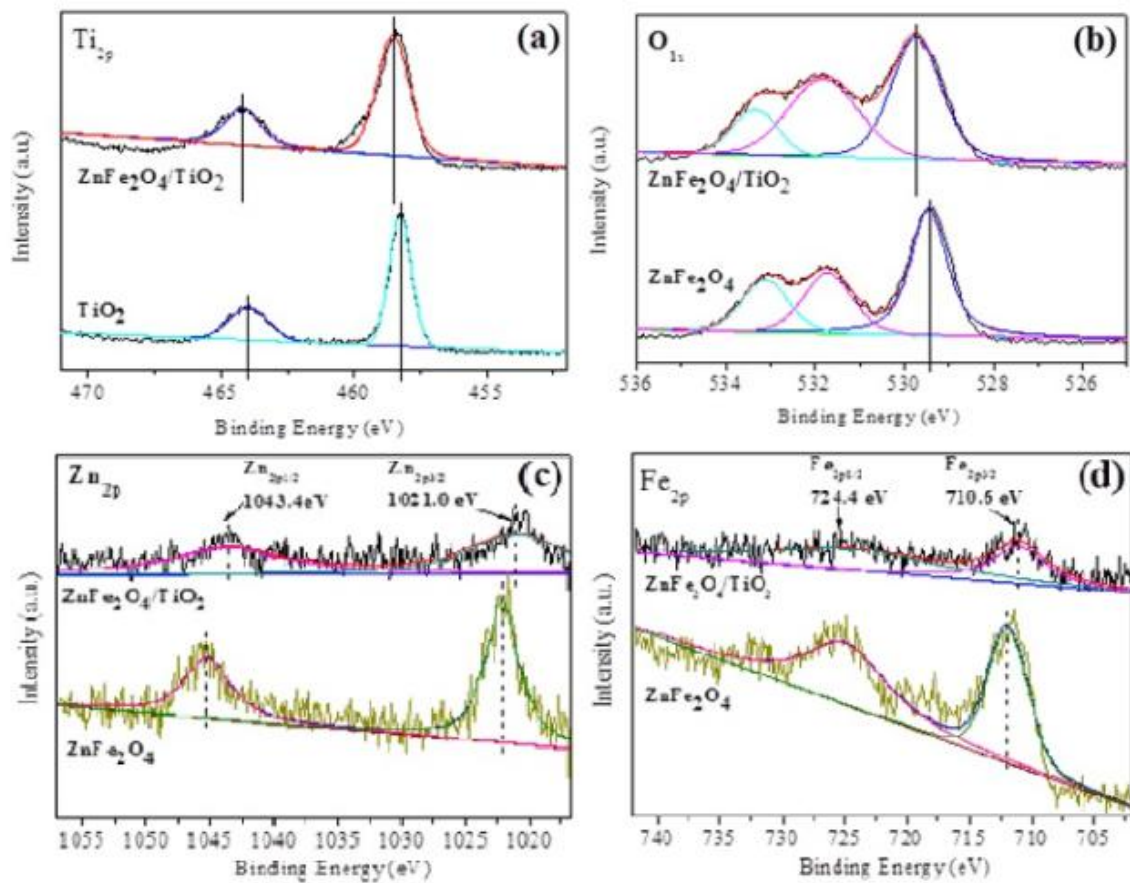 Ti2p (a)
ZnFe2O4/TiO2
TiO2
Intensity (a.u.)
470 465 460 455
Binding Energy (eV)
O1s (b)
ZnFe2O4/TiO2
ZnFe2O4
Intensity (a.u.)
536 534 532 530 528 526
Binding Energy (eV)
Zn2p (c)
Zn2p1/2
1043.4eV
Zn2p3/2
1021.0 eV
ZnFe2O4/TiO2
ZnFe2O4
Intensity (a.u.)
1055 1050 1045 1040 1035 1030 1025 1020
Binding Energy (eV)
Fe2p (d)
Fe2p1/2
724.4 eV
Fe2p3/2
710.5 eV
ZnFe2O4/TiO2
ZnFe2O4
Intensity (a.u.)
740 735 730 725 720 715 710 705
Binding Energy (eV)